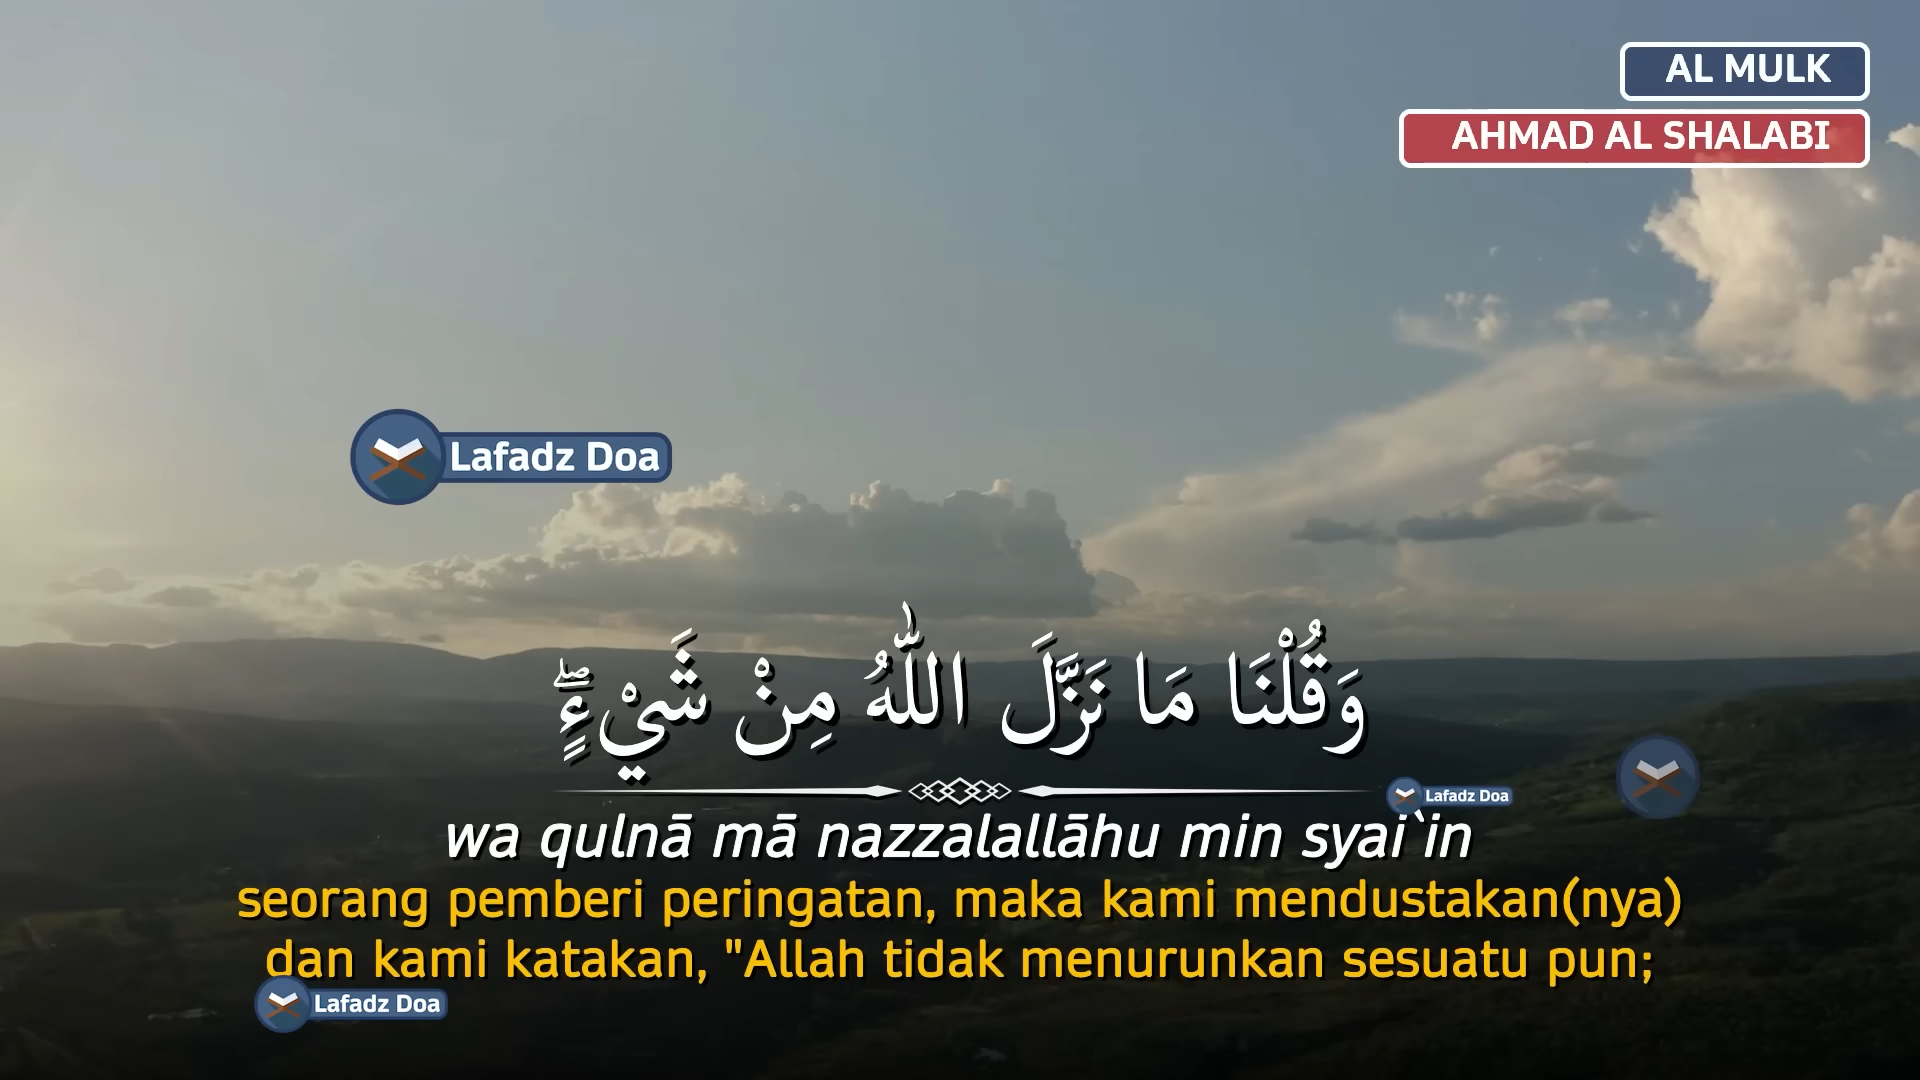 AL MULK
AHMAD AL SHALABI
Lafadz Doa
وَقُلْنَا مَا نَزَّلَ اللّٰهُ مِنْ شَيْءٍۖ
Lafadz Doa
wa qulnā mā nazzalallāhu min syai`in
seorang pemberi peringatan, maka kami mendustakan(nya)
dan kami katakan, "Allah tidak menurunkan sesuatu pun;
Lafadz Doa